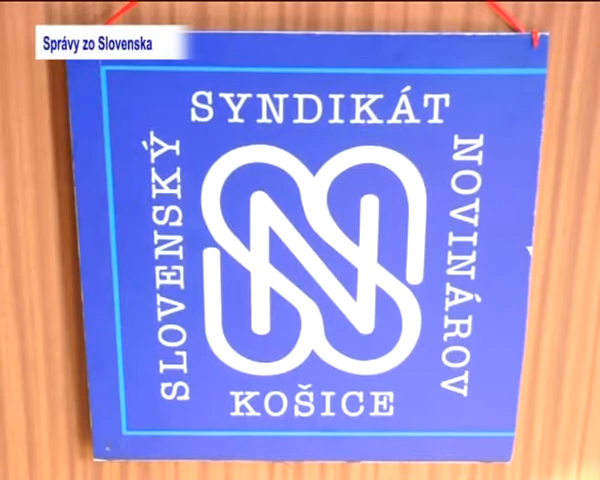 Správy zo Slovenska
SLOVENSKÝ
SYNDIKÁT
NOVINÁROV
KOŠICE